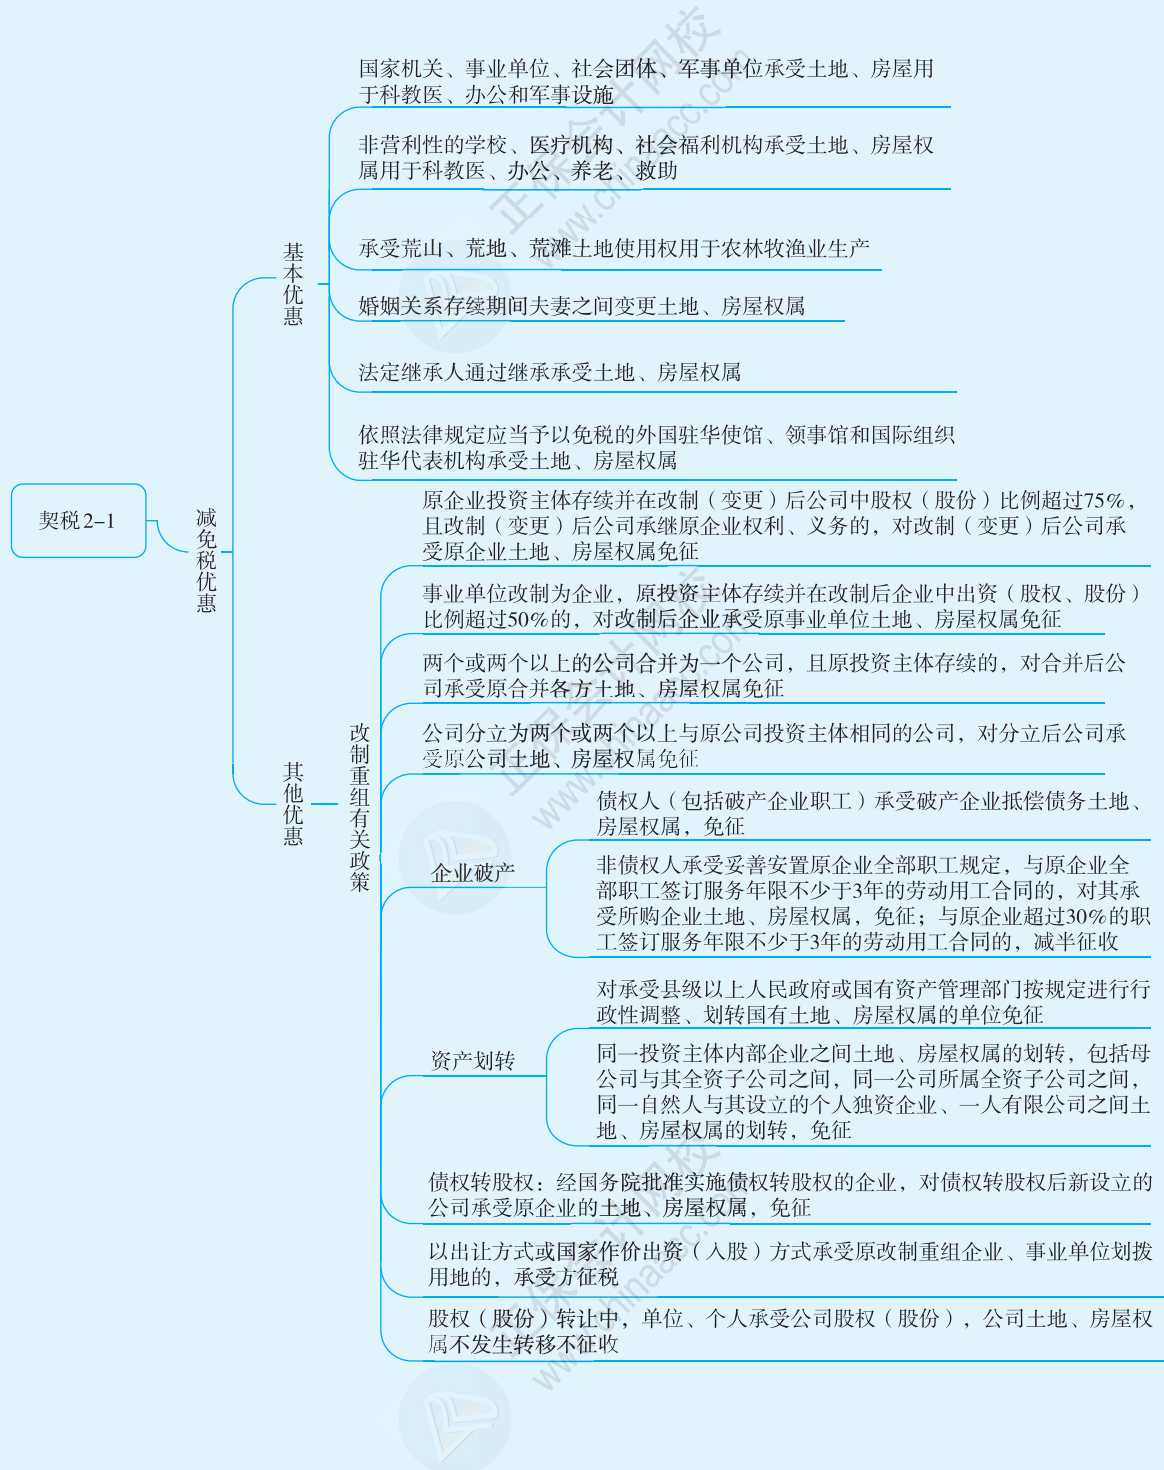 国家机关、事业单位、社会团体、军事单位承受土地、房屋用
于科教医、办公和军事设施
非营利性的学校、医疗机构、社会福利机构承受土地、房屋权
属用于科教医、办公、养老、救助
承受荒山、荒地、荒滩土地使用权用于农林牧渔业生产
基本优惠
婚姻关系存续期间夫妻之间变更土地、房屋权属
法定继承人通过继承承受土地、房屋权属
依照法律规定应当予以免税的外国驻华使馆、领事馆和国际组织
驻华代表机构承受土地、房屋权属
契税2-1
减免税优惠
原企业投资主体存续并在改制（变更）后公司中股权（股份）比例超过75%，
且改制（变更）后公司承继原企业权利、义务的，对改制（变更）后公司承
受原企业土地、房屋权属免征
事业单位改制为企业，原投资主体存续并在改制后企业中出资（股权、股份）
比例超过50%的，对改制后企业承受原事业单位土地、房屋权属免征
两个或两个以上的公司合并为一个公司，且原投资主体存续的，对合并后公
司承受原合并各方土地、房屋权属免征
公司分立为两个或两个以上与原公司投资主体相同的公司，对分立后公司承
受原公司土地、房屋权属免征
其他优惠
改制重组有关政策
债权人（包括破产企业职工）承受破产企业抵偿债务土地、
房屋权属，免征
企业破产
非债权人承受妥善安置原企业全部职工规定，与原企业全
部职工签订服务年限不少于3年的劳动用工合同的，对其承
受所购企业土地、房屋权属，免征；与原企业超过30%的职
工签订服务年限不少于3年的劳动用工合同的，减半征收
对承受县级以上人民政府或国有资产管理部门按规定进行行
政性调整、划转国有土地、房屋权属的单位免征
资产划转
同一投资主体内部企业之间土地、房屋权属的划转，包括母
公司与其全资子公司之间，同一公司所属全资子公司之间，
同一自然人与其设立的个人独资企业、一人有限公司之间土
地、房屋权属的划转，免征
债权转股权：经国务院批准实施债权转股权的企业，对债权转股权后新设立的
公司承受原企业的土地、房屋权属，免征
以出让方式或国家作价出资（入股）方式承受原改制重组企业、事业单位划拨
用地的，承受方征税
股权（股份）转让中，单位、个人承受公司股权（股份），公司土地、房屋权
属不发生转移不征收
正保会计网校
www.chinaacc.com
正保会计网校
www.chinaacc.com
正保会计网校
www.chinaacc.com